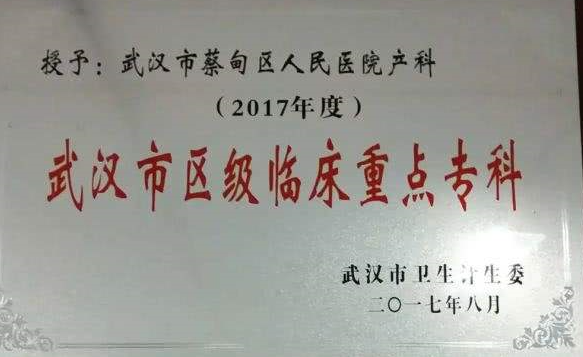 授予：武汉市蔡甸区人民医院产科
（2017年度）
武汉市区级临床重点专科
武汉市卫生计生委
二〇一七年八月